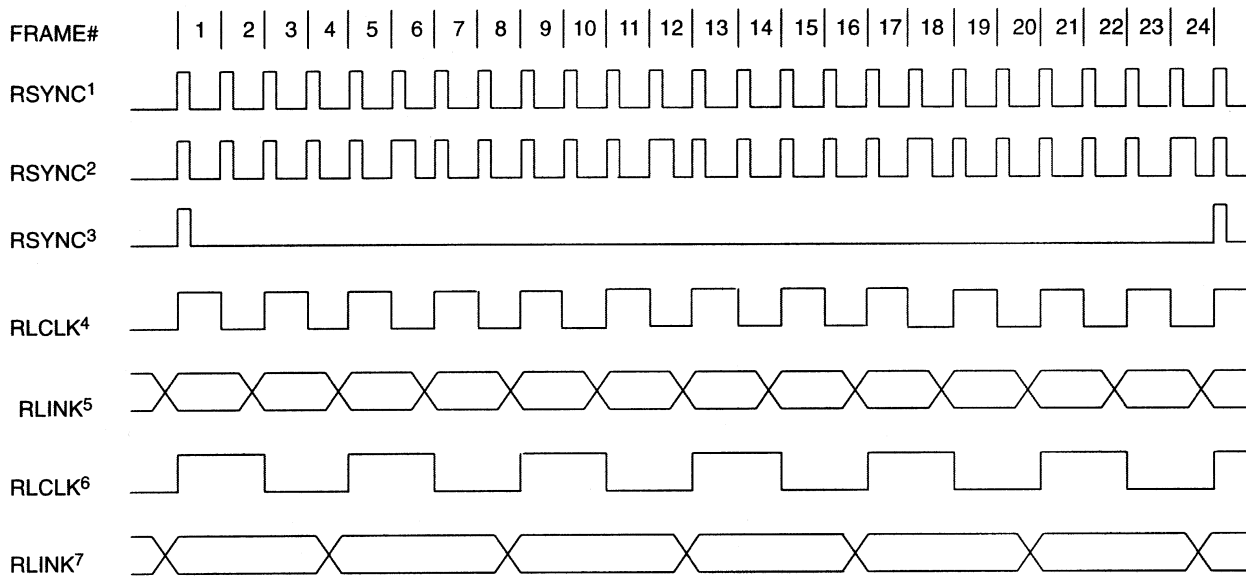 FRAME# 1 2 3 4 5 6 7 8 9 10 11 12 13 14 15 16 17 18 19 20 21 22 23 24
RSYNC¹
RSYNC²
RSYNC³
RLCLK⁴
RLINK⁵
RLCLK⁶
RLINK⁷